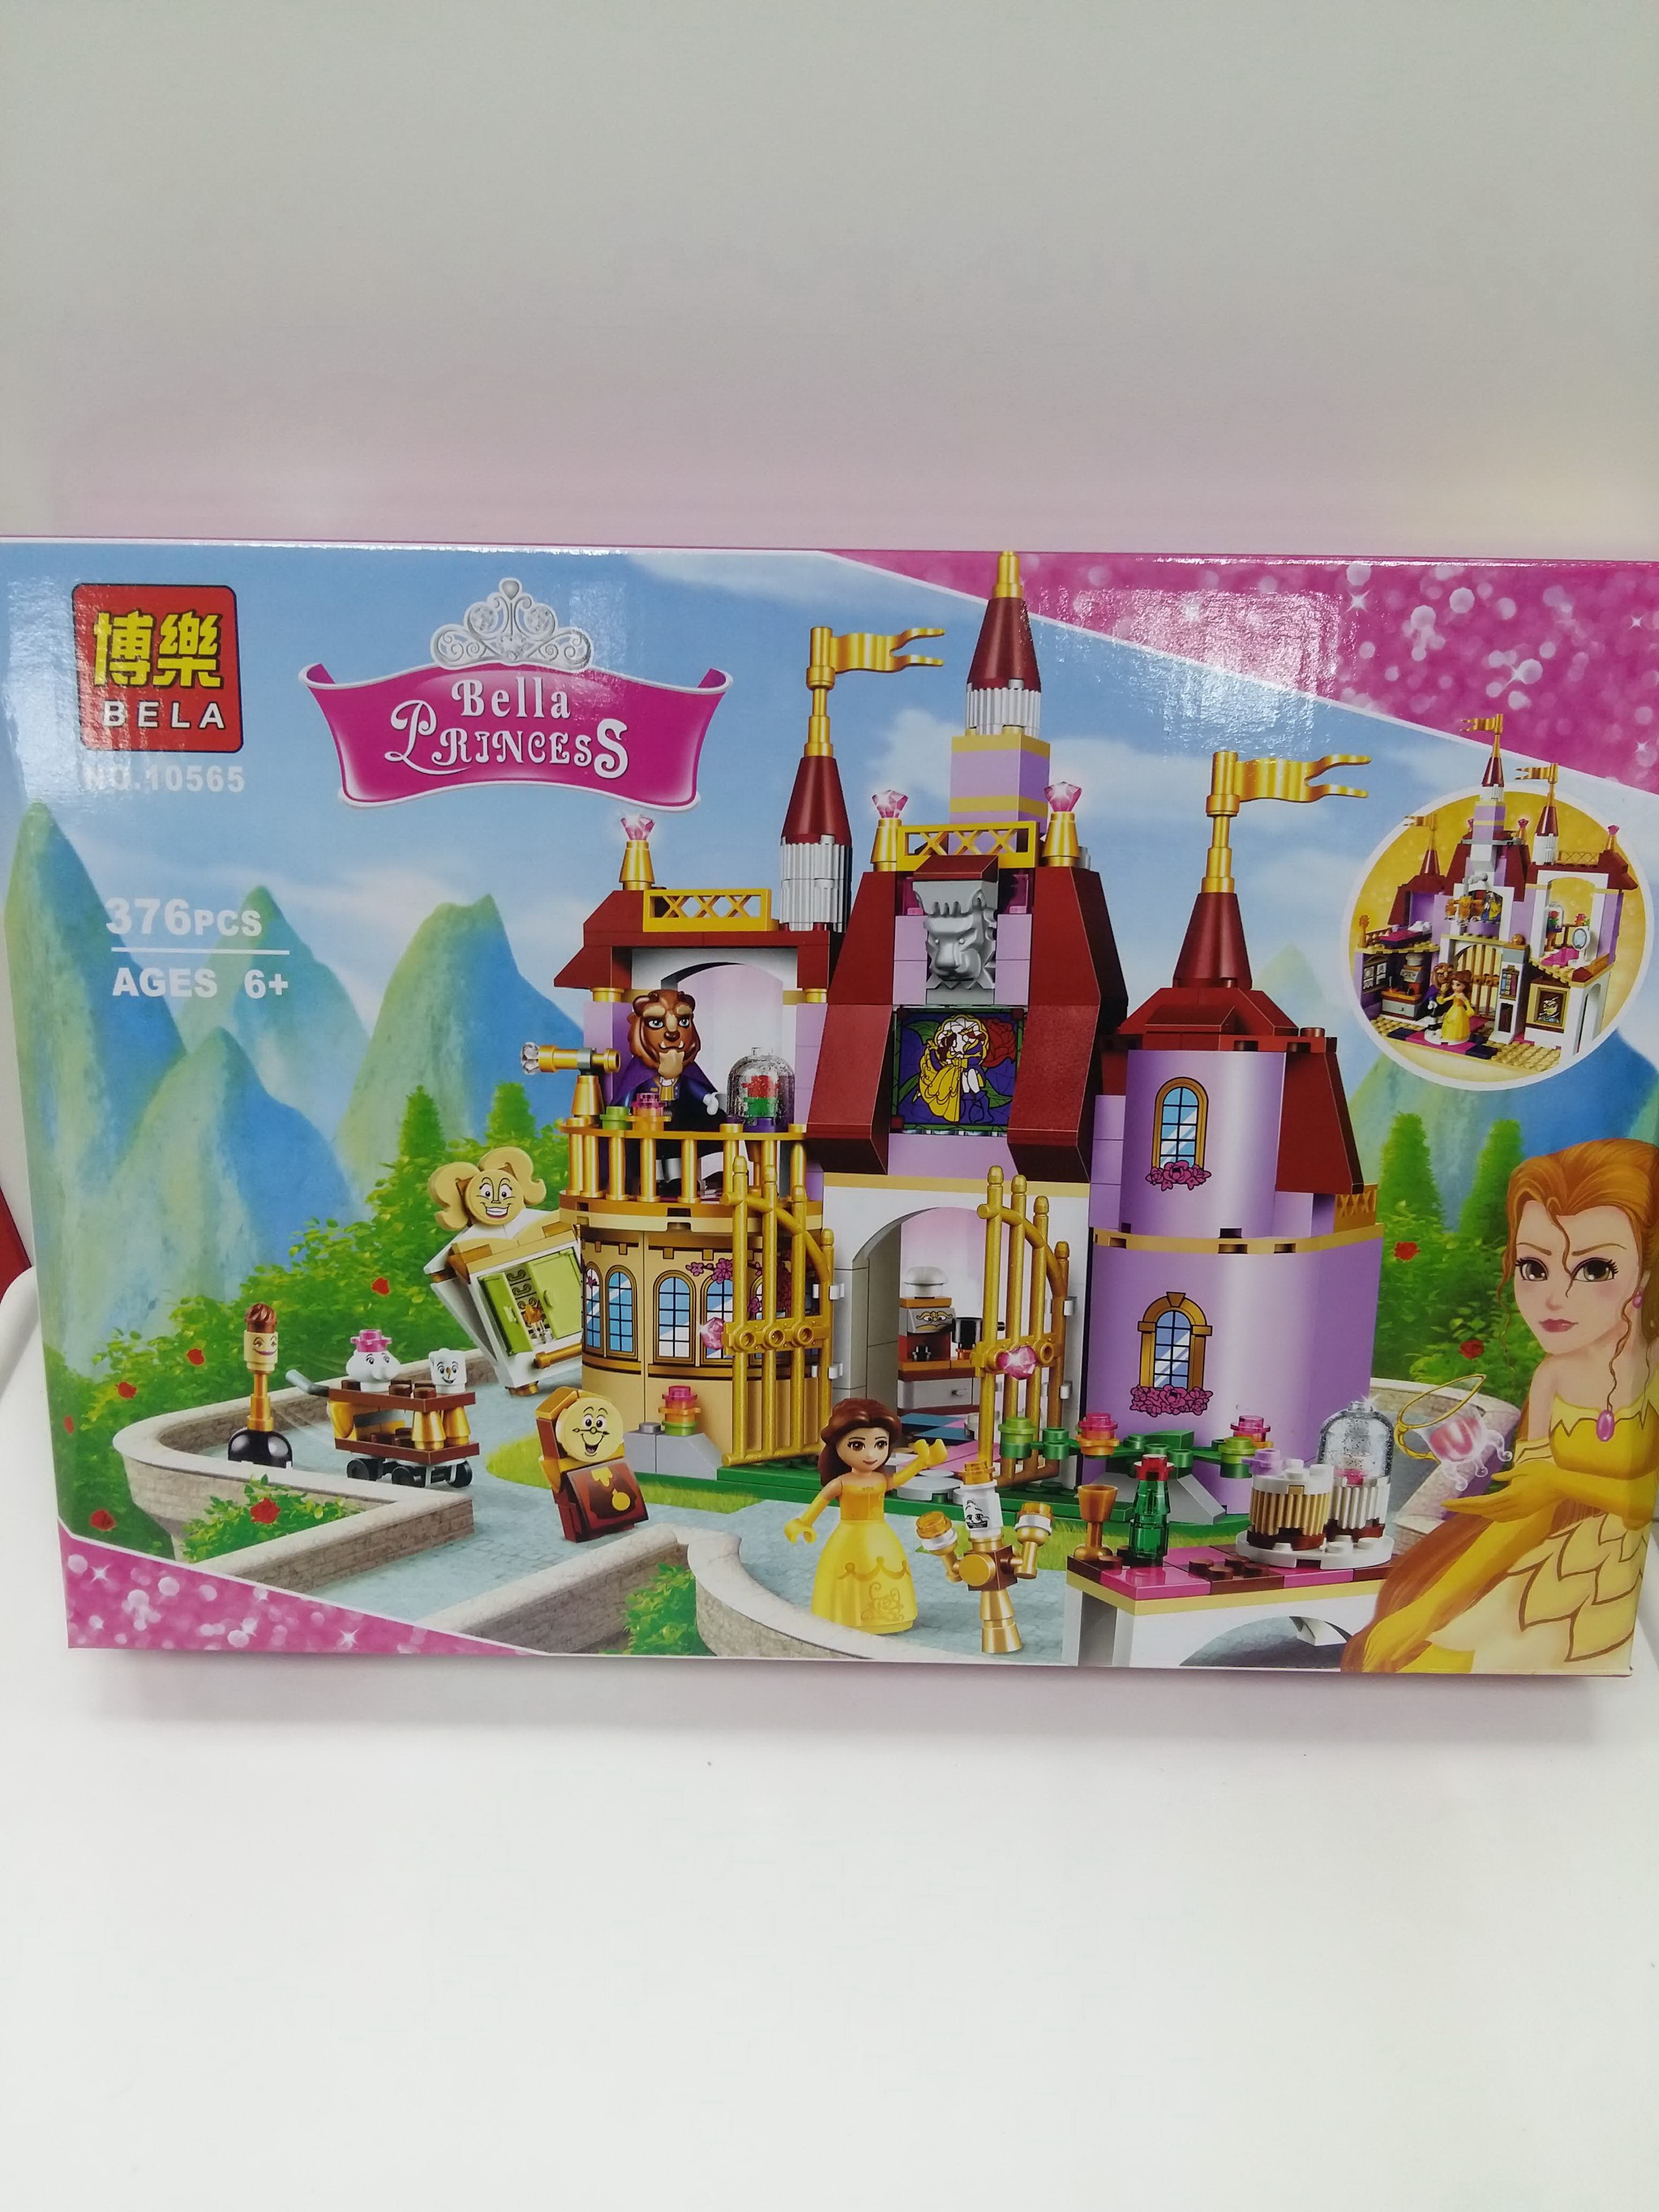 博樂
BELA
NO.10565
Bella
PRINCESS
376PCS
AGES 6+